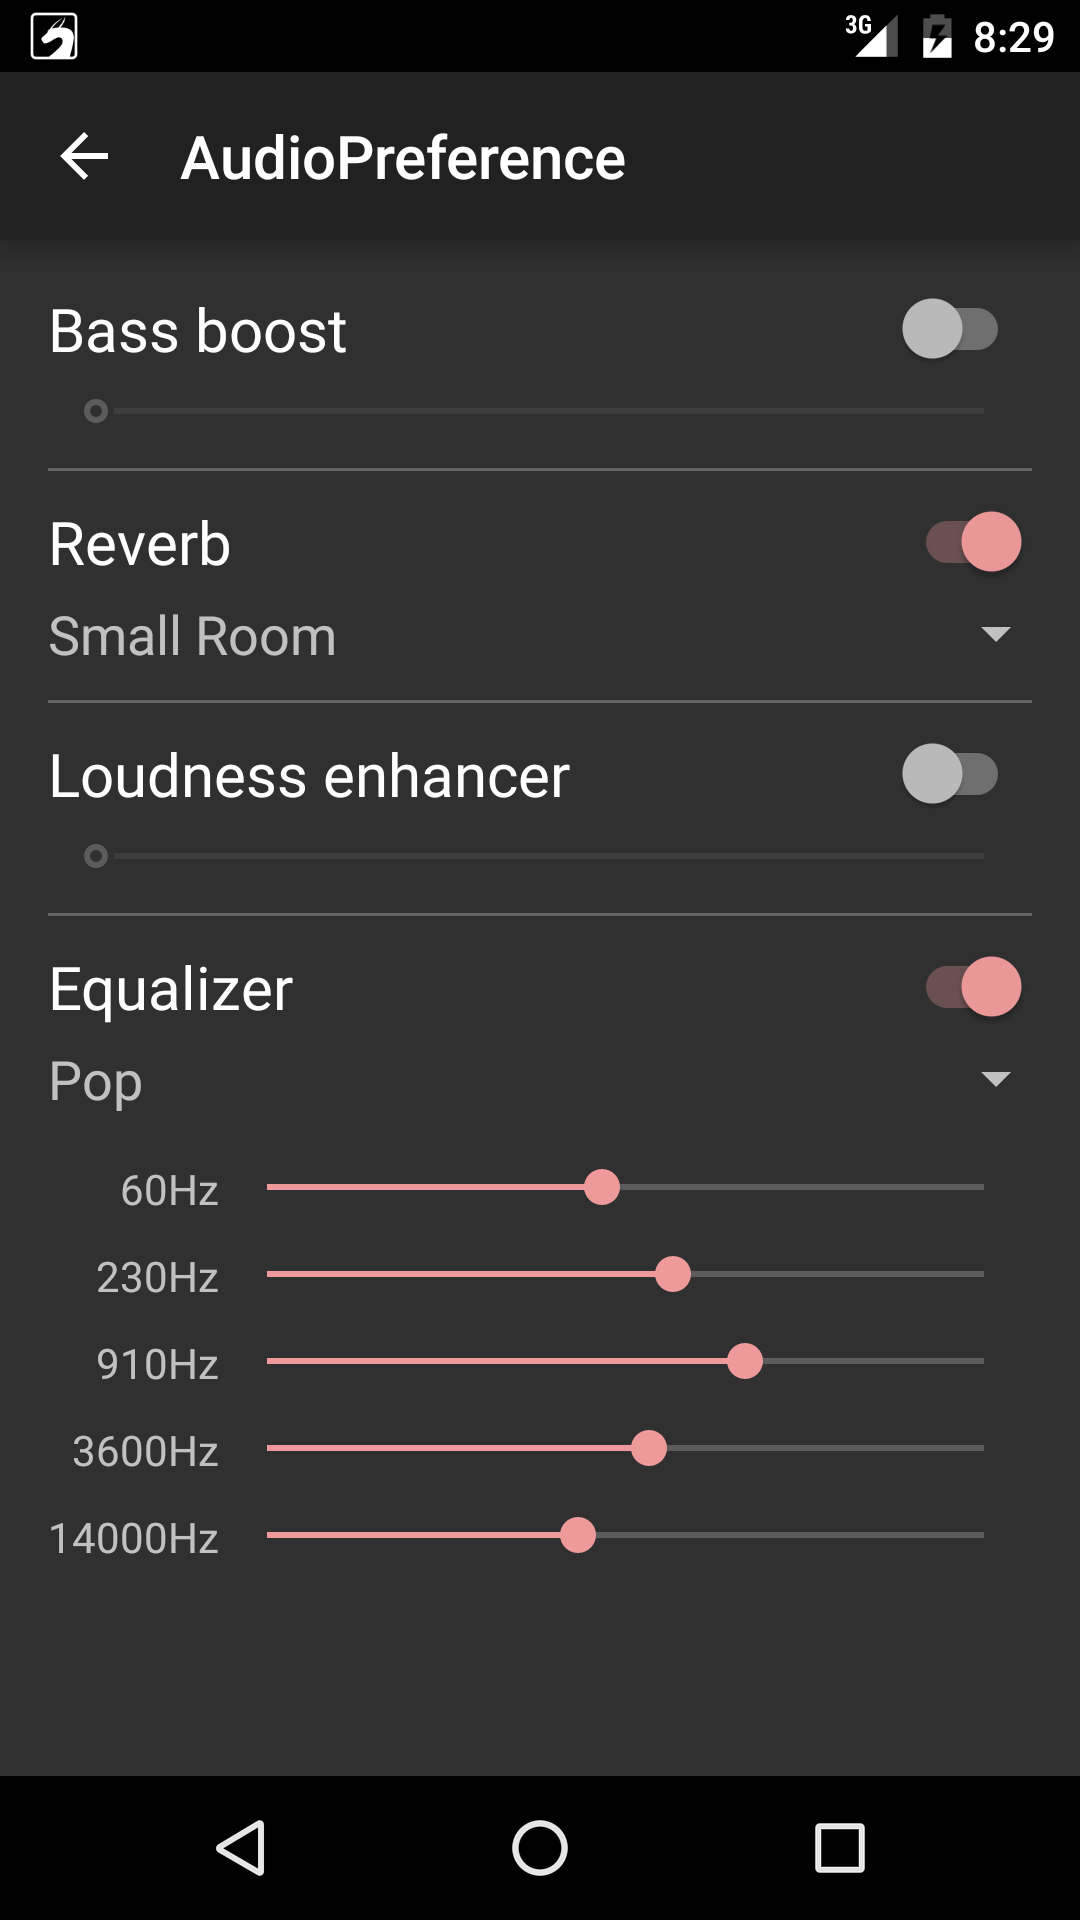 3G 8:29
AudioPreference
Bass boost
Reverb
Small Room
Loudness enhancer
Equalizer
Pop
60Hz
230Hz
910Hz
3600Hz
14000Hz